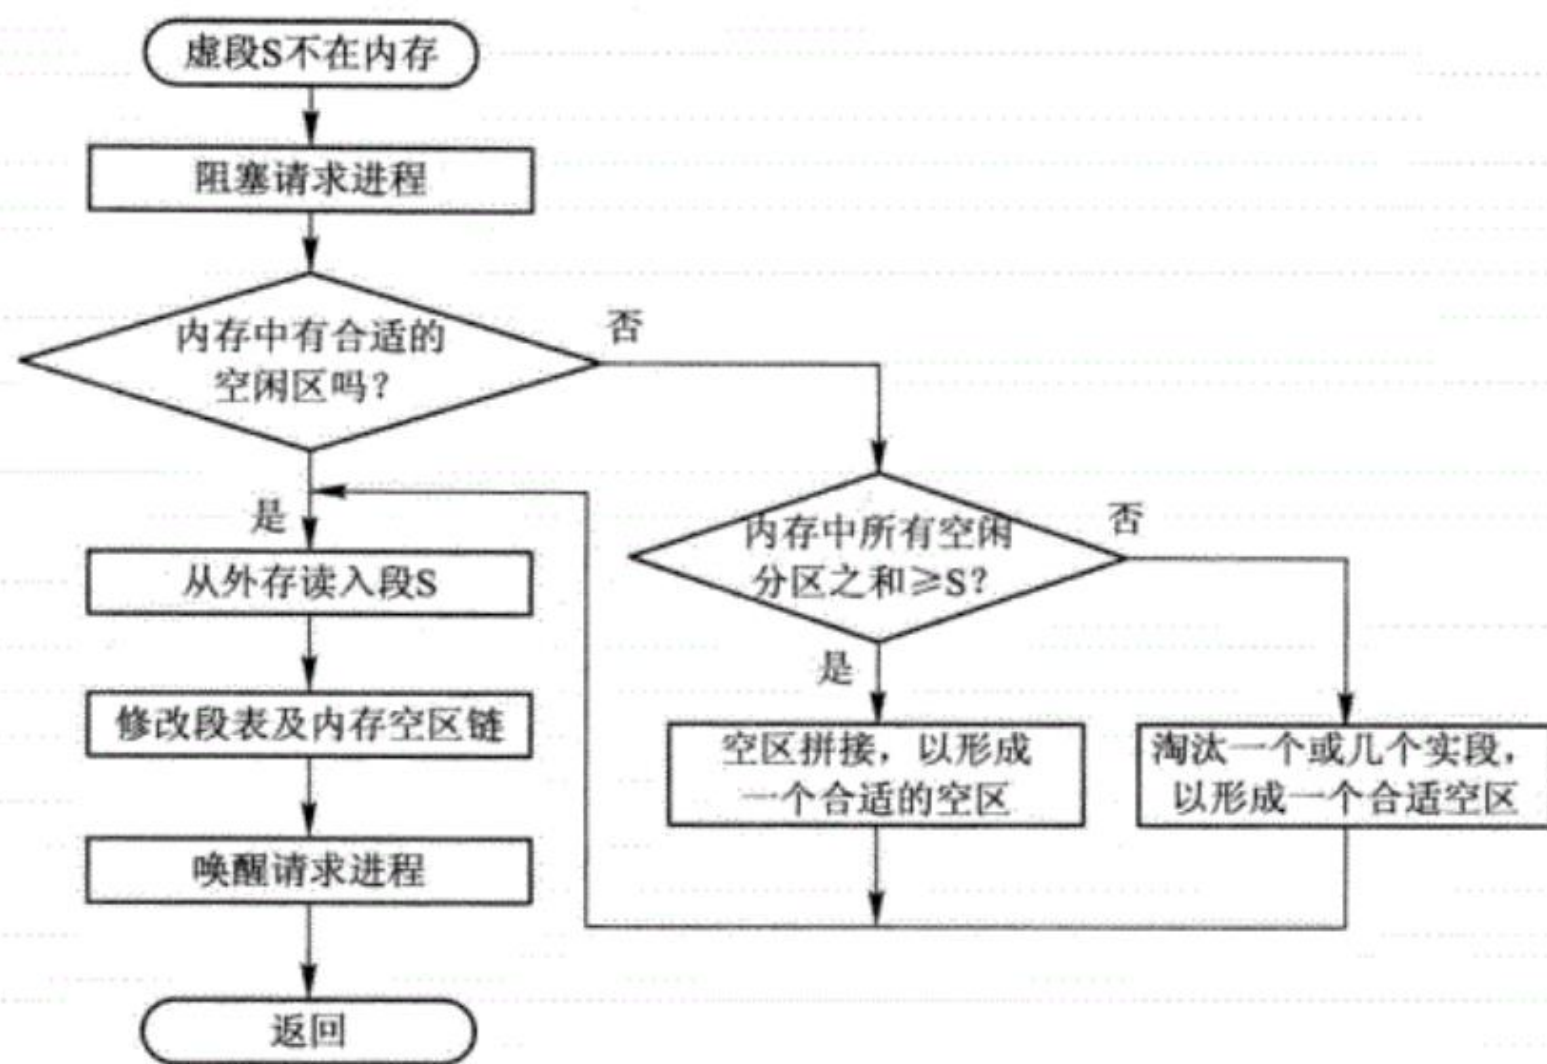 虚段S不在内存
阻塞请求进程
内存中有合适的
空闲区吗?
否
是
从外存读入段S
修改段表及内存空区链
唤醒请求进程
返回
内存中所有空闲
分区之和≥S?
否
是
空区拼接，以形成
一个合适的空区
淘汰一个或几个实段，
以形成一个合适空区